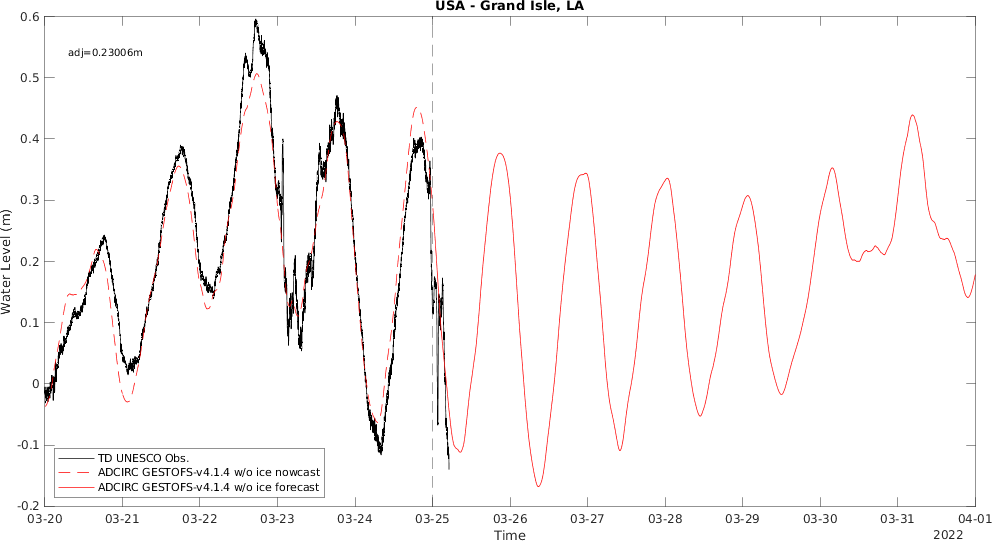 USA - Grand Isle, LA
adj=0.23006m
0.6
0.5
0.4
0.3
0.2
0.1
0
-0.1
-0.2
Water Level (m)
TD UNESCO Obs.
ADCIRC GESTOFS-v4.1.4 w/o ice nowcast
ADCIRC GESTOFS-v4.1.4 w/o ice forecast
03-20 03-21 03-22 03-23 03-24 03-25 03-26 03-27 03-28 03-29 03-30 03-31 04-01
Time
2022